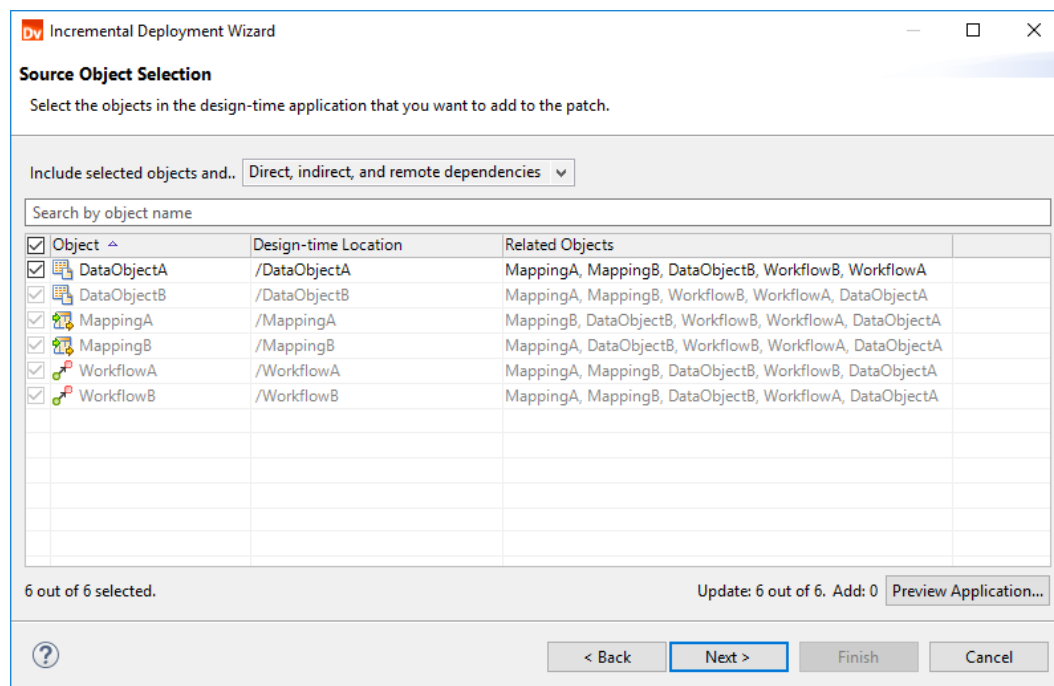 Dv Incremental Deployment Wizard
Source Object Selection
Select the objects in the design-time application that you want to add to the patch.
Include selected objects and.. Direct, indirect, and remote dependencies
Search by object name
Object Design-time Location Related Objects
DataObjectA /DataObjectA MappingA, MappingB, DataObjectB, WorkflowB, WorkflowA
DataObjectB /DataObjectB MappingA, MappingB, WorkflowB, WorkflowA, DataObjectA
MappingA /MappingA MappingB, DataObjectB, WorkflowB, WorkflowA, DataObjectA
MappingB /MappingB MappingA, DataObjectB, WorkflowB, WorkflowA, DataObjectA
WorkflowA /WorkflowA MappingA, MappingB, DataObjectB, WorkflowB, DataObjectA
WorkflowB /WorkflowB MappingA, MappingB, DataObjectB, WorkflowA, DataObjectA
6 out of 6 selected. Update: 6 out of 6. Add: 0 Preview Application...
? < Back Next > Finish Cancel